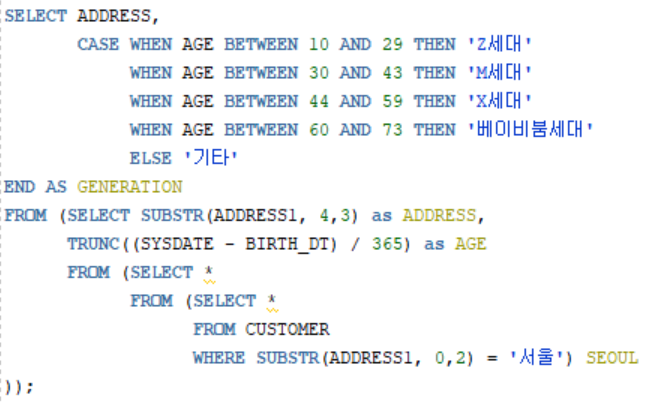 SELECT ADDRESS,
CASE WHEN AGE BETWEEN 10 AND 29 THEN 'Z세대'
WHEN AGE BETWEEN 30 AND 43 THEN 'M세대'
WHEN AGE BETWEEN 44 AND 59 THEN 'X세대'
WHEN AGE BETWEEN 60 AND 73 THEN '베이비붐세대'
ELSE '기타'
END AS GENERATION
FROM (SELECT SUBSTR(ADDRESS1, 4,3) as ADDRESS,
TRUNC((SYSDATE - BIRTH_DT) / 365) as AGE
FROM (SELECT *
FROM (SELECT *
FROM CUSTOMER
WHERE SUBSTR(ADDRESS1, 0,2) = '서울') SEOUL
));